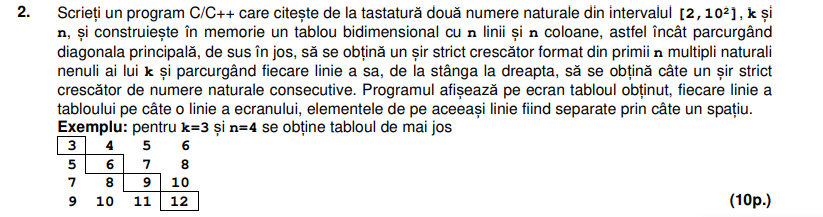 2. Scrieți un program C/C++ care citește de la tastatură două numere naturale din intervalul [2,10²], k și
n, și construiește în memorie un tablou bidimensional cu n linii și n coloane, astfel încât parcurgând
diagonala principală, de sus în jos, să se obțină un șir strict crescător format din primii n multipli naturali
nenuli ai lui k și parcurgând fiecare linie a sa, de la stânga la dreapta, să se obțină câte un șir strict
crescător de numere naturale consecutive. Programul afișează pe ecran tabloul obținut, fiecare linie a
tabloului pe câte o linie a ecranului, elementele de pe aceeași linie fiind separate prin câte un spațiu.
Exemplu: pentru k=3 și n=4 se obține tabloul de mai jos
3 4 5 6
5 6 7 8
7 8 9 10
9 10 11 12 (10p.)